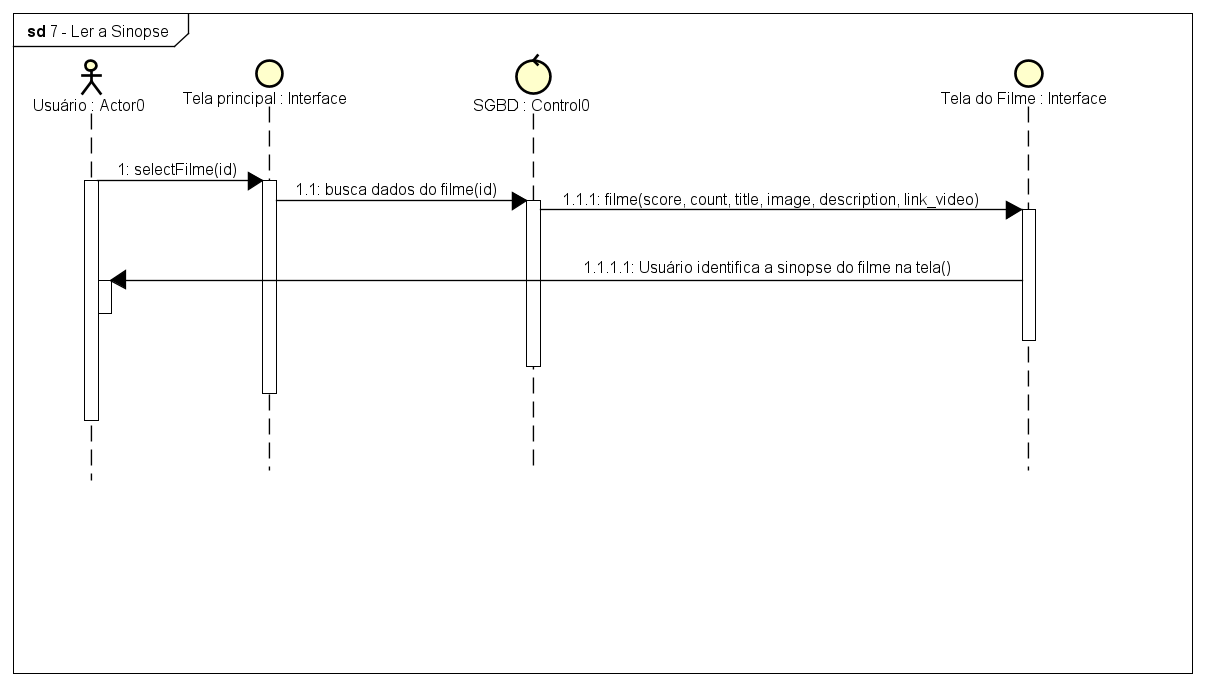 sd 7 - Ler a Sinopse
Usuário : Actor0
Tela principal : Interface
SGBD : Control0
Tela do Filme : Interface
1: selectFilme(id)
1.1: busca dados do filme(id)
1.1.1: filme(score, count, title, image, description, link_video)
1.1.1.1: Usuário identifica a sinopse do filme na tela()